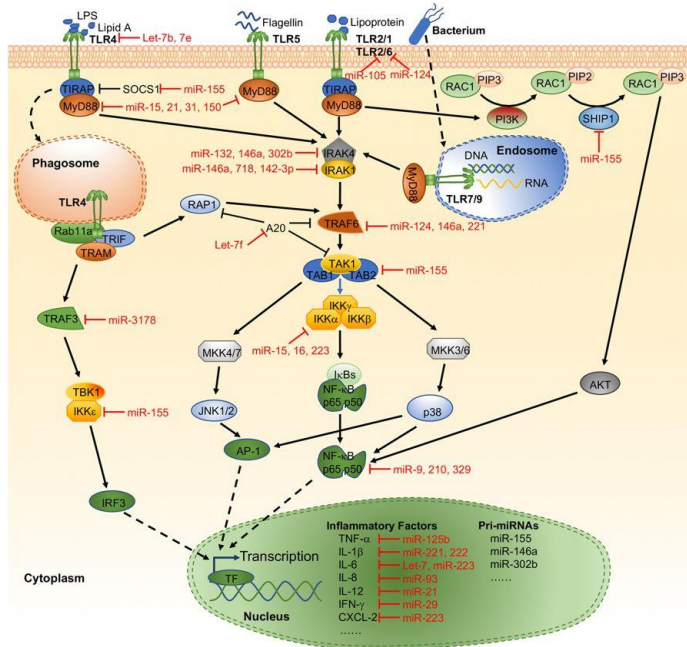 LPS
Lipid A
TLR4
Let-7b, 7e
Flagellin
TLR5
Lipoprotein
TLR2/1
TLR2/6
Bacterium
miR-105
miR-124
TIRAP
SOCS1
miR-155
MyD88
miR-15, 21, 31, 150
MyD88
TIRAP
MyD88
RAC1
PIP3
RAC1
PIP2
RAC1
PIP3
PI3K
SHIP1
miR-155
Phagosome
TLR4
Rab11a
TRIF
TRAM
miR-132, 146a, 302b
IRAK4
miR-146a, 718, 142-3p
IRAK1
Endosome
DNA
RNA
MyD88
TLR7/9
RAP1
A20
Let-7f
TRAF6
miR-124, 146a, 221
TAK1
TAB1
TAB2
miR-155
TRAF3
miR-3178
IKKγ
IKKα
IKKβ
miR-15, 16, 223
MKK4/7
MKK3/6
TBK1
IKKε
miR-155
JNK1/2
IκBs
NF-κB
p65
p50
p38
AKT
AP-1
NF-κB
p65
p50
miR-9, 210, 329
IRF3
Cytoplasm
Transcription
TF
Nucleus
Inflammatory Factors
TNF-α
miR-125b
IL-1β
miR-221, 222
IL-6
Let-7, miR-223
IL-8
miR-93
IL-12
miR-21
IFN-γ
miR-29
CXCL-2
miR-223
......
Pri-miRNAs
miR-155
miR-146a
miR-302b
......